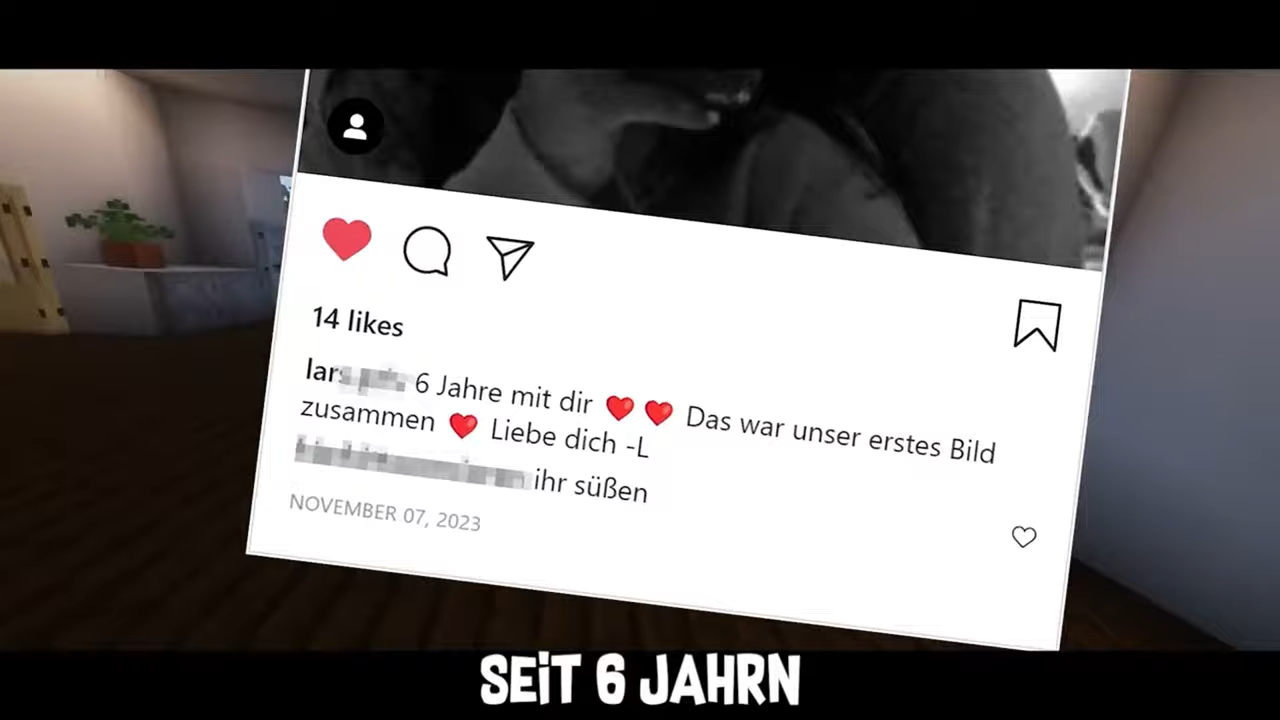 14 likes
6 Jahre mit dir ❤️ ❤️ Das war unser erstes Bild
zusammen ❤️ Liebe dich -L
ihr süßen
NOVEMBER 07, 2023
SEiT 6 JAHRN